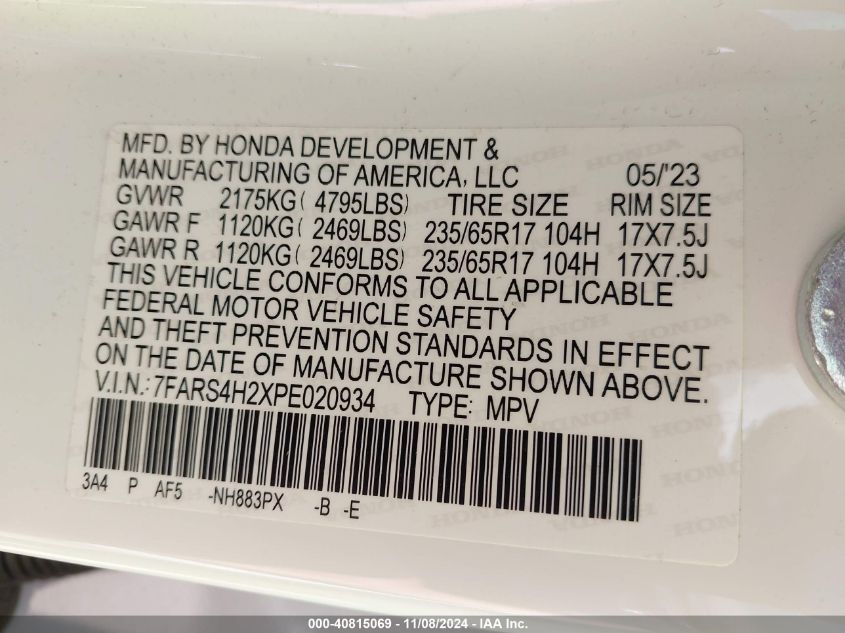 MFD. BY HONDA DEVELOPMENT &
MANUFACTURING OF AMERICA, LLC 05/'23
GVWR 2175KG( 4795LBS) TIRE SIZE RIM SIZE
GAWR F 1120KG( 2469LBS) 235/65R17 104H 17X7.5J
GAWR R 1120KG( 2469LBS) 235/65R17 104H 17X7.5J
THIS VEHICLE CONFORMS TO ALL APPLICABLE
FEDERAL MOTOR VEHICLE SAFETY
AND THEFT PREVENTION STANDARDS IN EFFECT
ON THE DATE OF MANUFACTURE SHOWN ABOVE.
V.I.N.: 7FARS4H2XPE020934 TYPE: MPV
3A4 P AF5 -NH883PX -B -E
HONDA
000-40815069 - 11/08/2024 - IAA Inc.